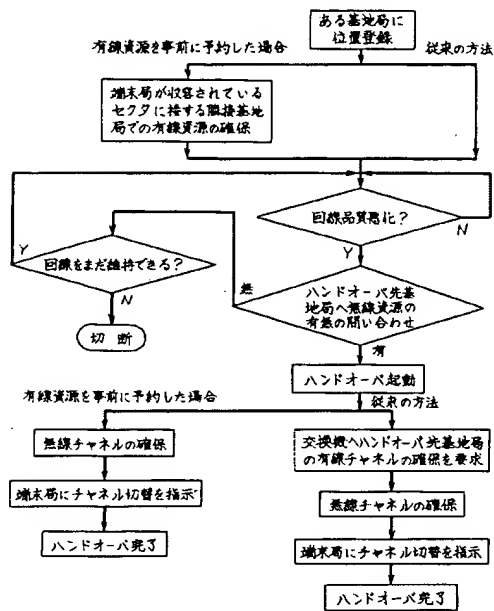 ある基地局に
位置登録
有線資源を事前に予約した場合
従来の方法
端末局が収容されている
セクタに接する隣接基地
局での有線資源の確保
回線品質悪化?
N
Y
Y
回線をまだ維持できる?
N
切断
無
ハンドオーバ先基
地局へ無線資源の
有無の問い合わせ
有
ハンドオーバ起動
有線資源を事前に予約した場合
従来の方法
無線チャネルの確保
端末局にチャネル切替を指示
ハンドオーバ完了
交換機へハンドオーバ先基地局
の有線チャネルの確保を要求
無線チャネルの確保
端末局にチャネル切替を指示
ハンドオーバ完了